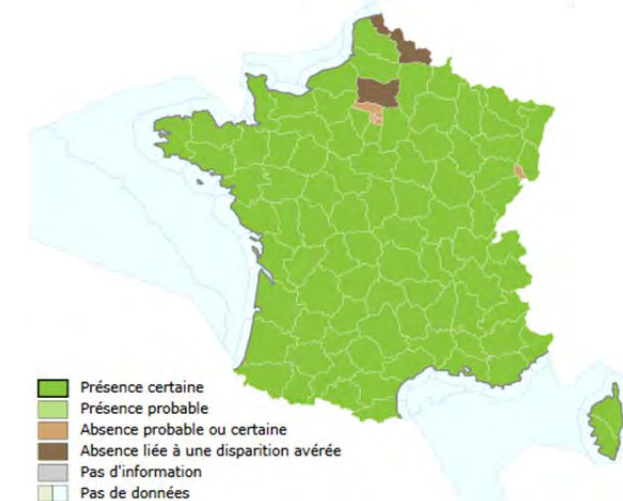 Présence certaine
Présence probable
Absence probable ou certaine
Absence liée à une disparition avérée
Pas d'information
Pas de données